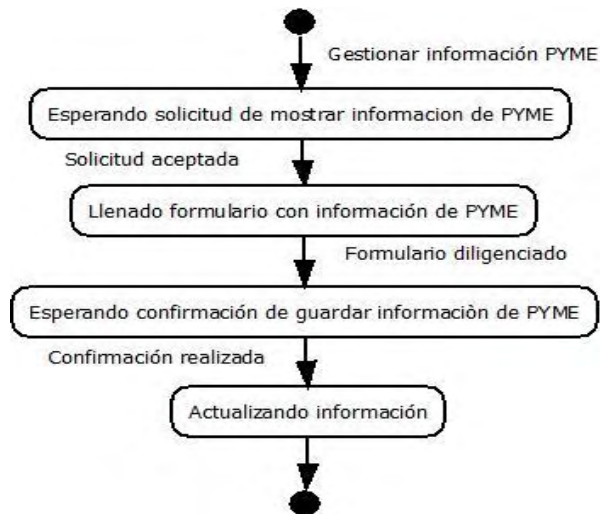 Gestionar información PYME
Esperando solicitud de mostrar informacion de PYME
Solicitud aceptada
Llenado formulario con información de PYME
Formulario diligenciado
Esperando confirmación de guardar informaciòn de PYME
Confirmación realizada
Actualizando información